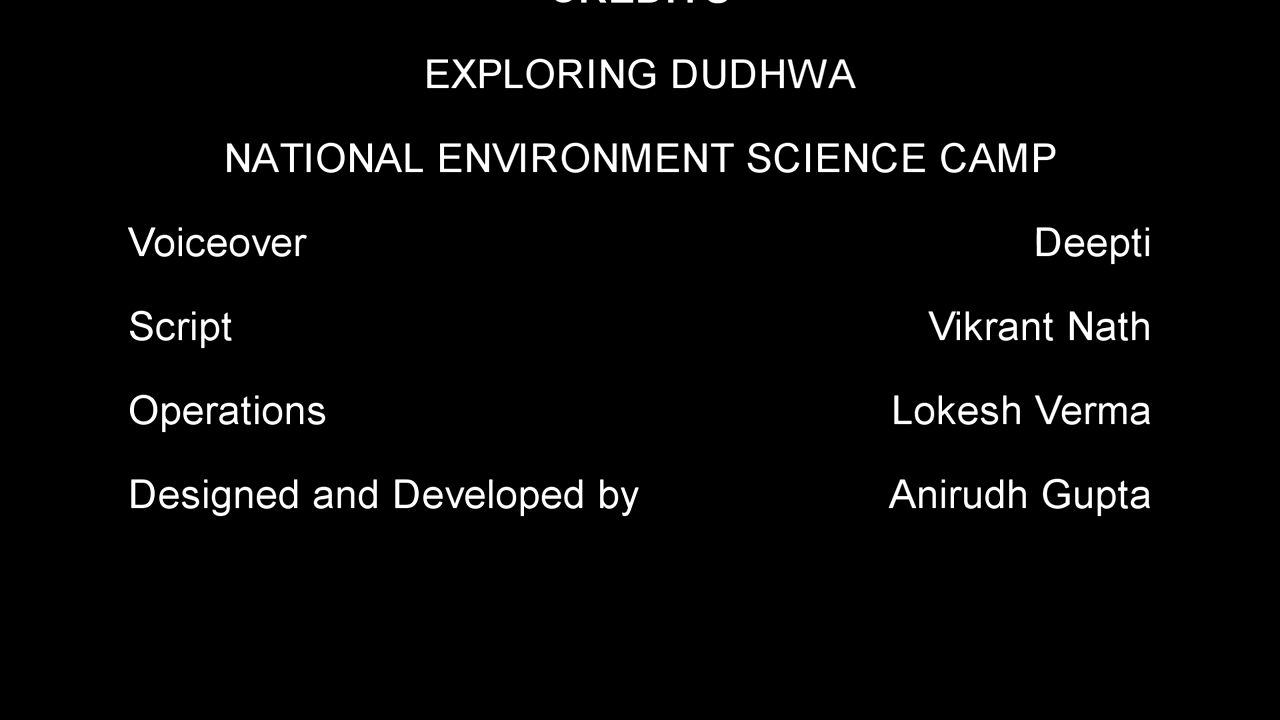 CREDITS
EXPLORING DUDHWA
NATIONAL ENVIRONMENT SCIENCE CAMP
Voiceover Deepti
Script Vikrant Nath
Operations Lokesh Verma
Designed and Developed by Anirudh Gupta